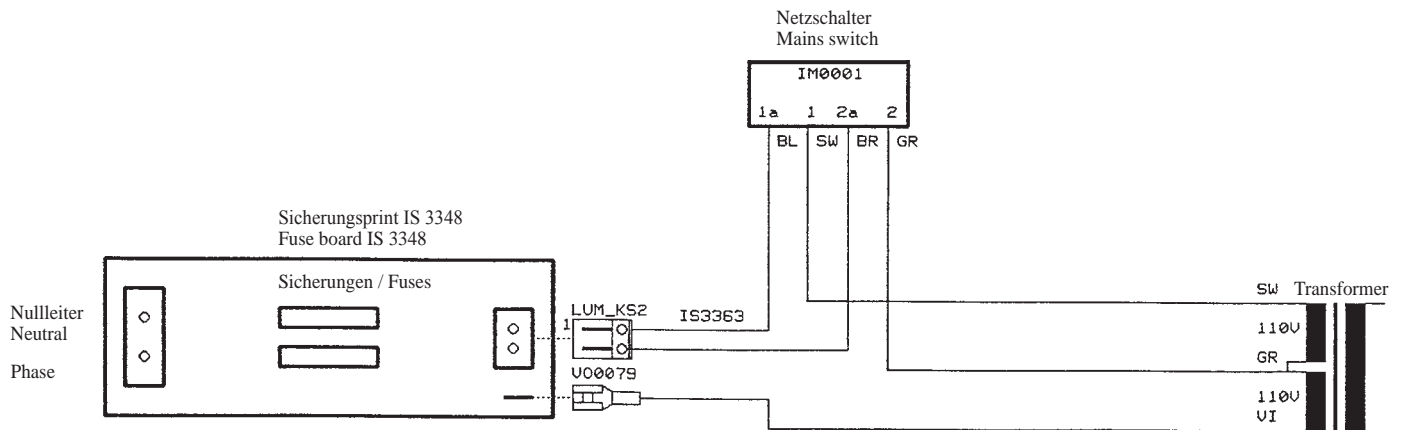 Netzschalter
Mains switch
IM0001
1a 1 2a 2
BL SW BR GR
Sicherungsprint IS 3348
Fuse board IS 3348
Sicherungen / Fuses
Nullleiter
Neutral
Phase
LUM_KS2
1
IS3363
VO0079
SW Transformer
110V
GR
110V
VI